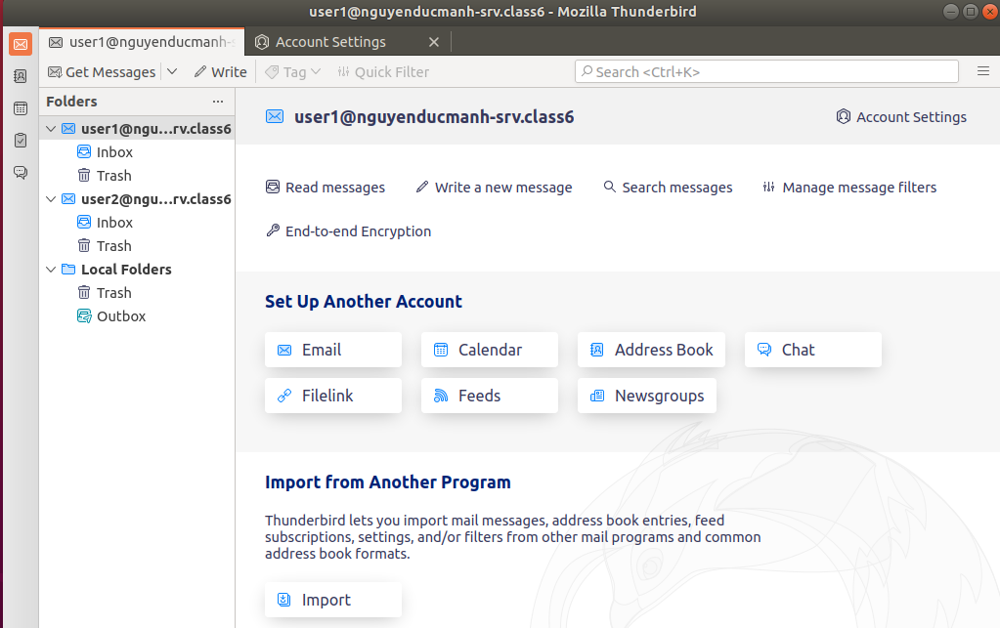 user1@nguyenducmanh-srv.class6 - Mozilla Thunderbird
user1@nguyenducmanh-s
Account Settings
Get Messages
Write
Tag
Quick Filter
Search <Ctrl+K>
Folders
user1@ngu...rv.class6
Inbox
Trash
user2@ngu...rv.class6
Inbox
Trash
Local Folders
Trash
Outbox
user1@nguyenducmanh-srv.class6
Account Settings
Read messages
Write a new message
Search messages
Manage message filters
End-to-end Encryption
Set Up Another Account
Email
Calendar
Address Book
Chat
Filelink
Feeds
Newsgroups
Import from Another Program
Thunderbird lets you import mail messages, address book entries, feed
subscriptions, settings, and/or filters from other mail programs and common
address book formats.
Import